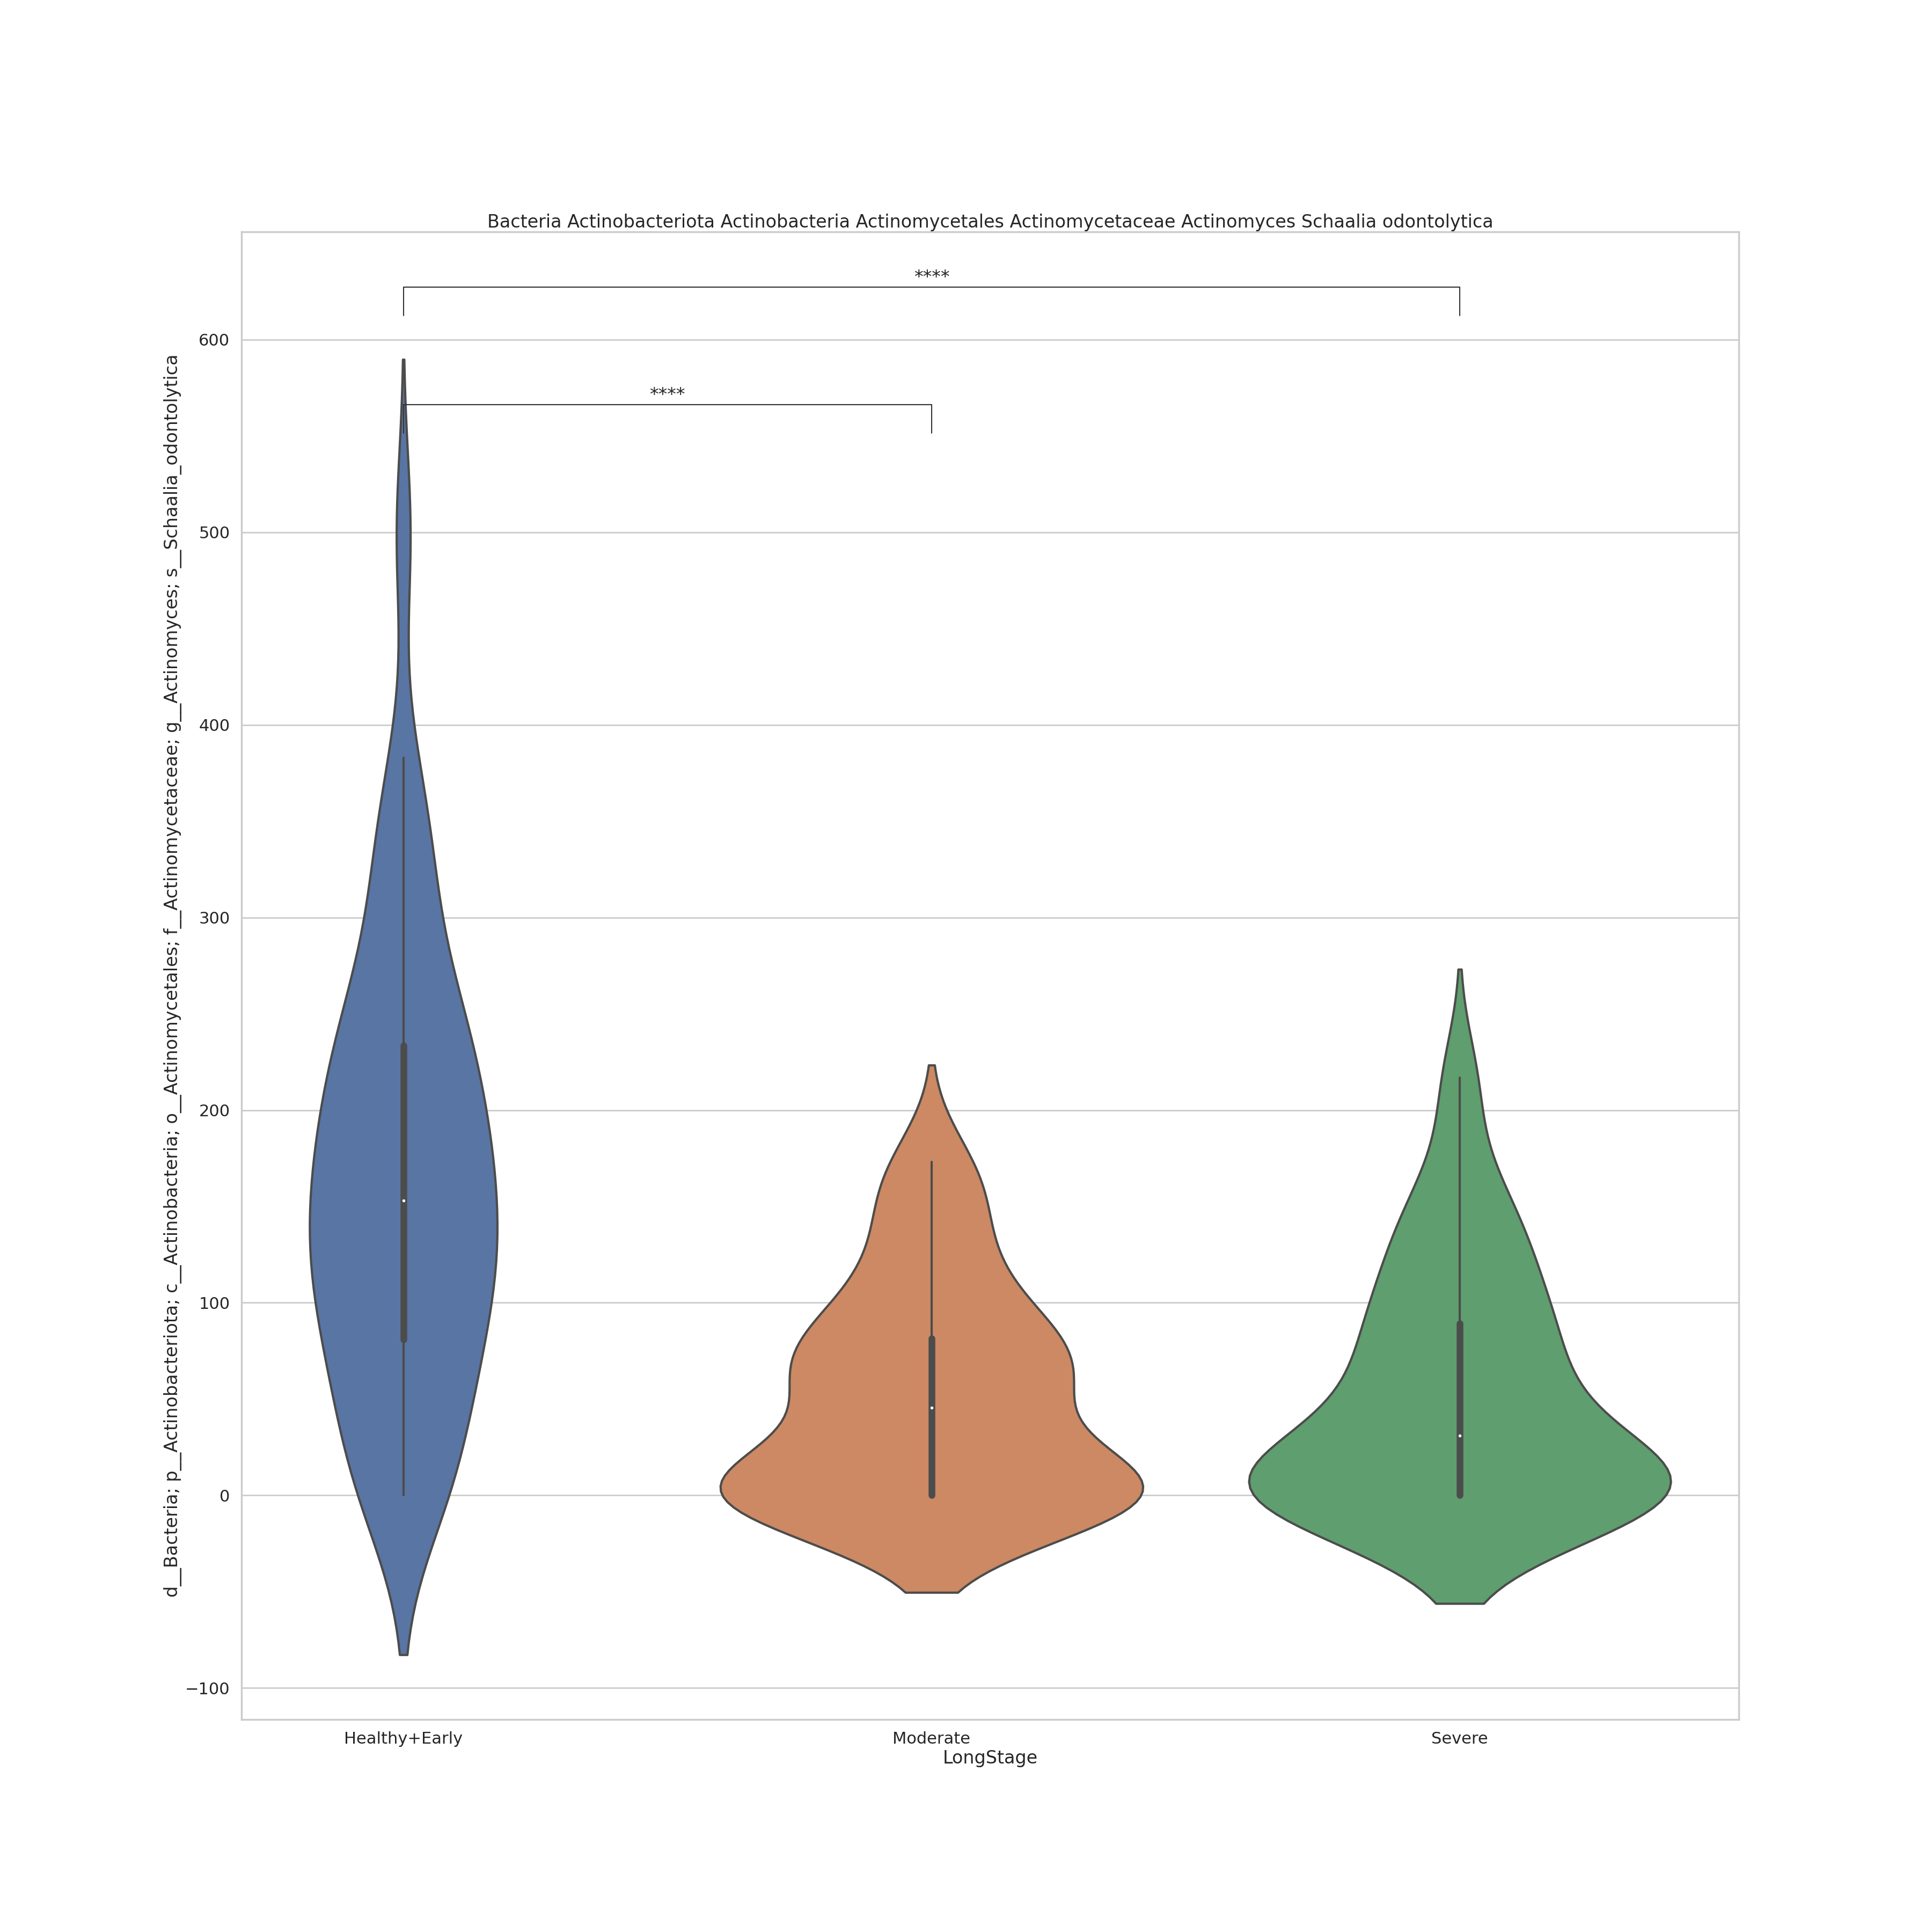 Bacteria Actinobacteriota Actinobacteria Actinomycetales Actinomycetaceae Actinomyces Schaalia odontolytica
****
600
****
500
400
300
200
100
0
−100
d__Bacteria; p__Actinobacteriota; c__Actinobacteria; o__Actinomycetales; f__Actinomycetaceae; g__Actinomyces; s__Schaalia_odontolytica
Healthy+Early Moderate Severe
LongStage